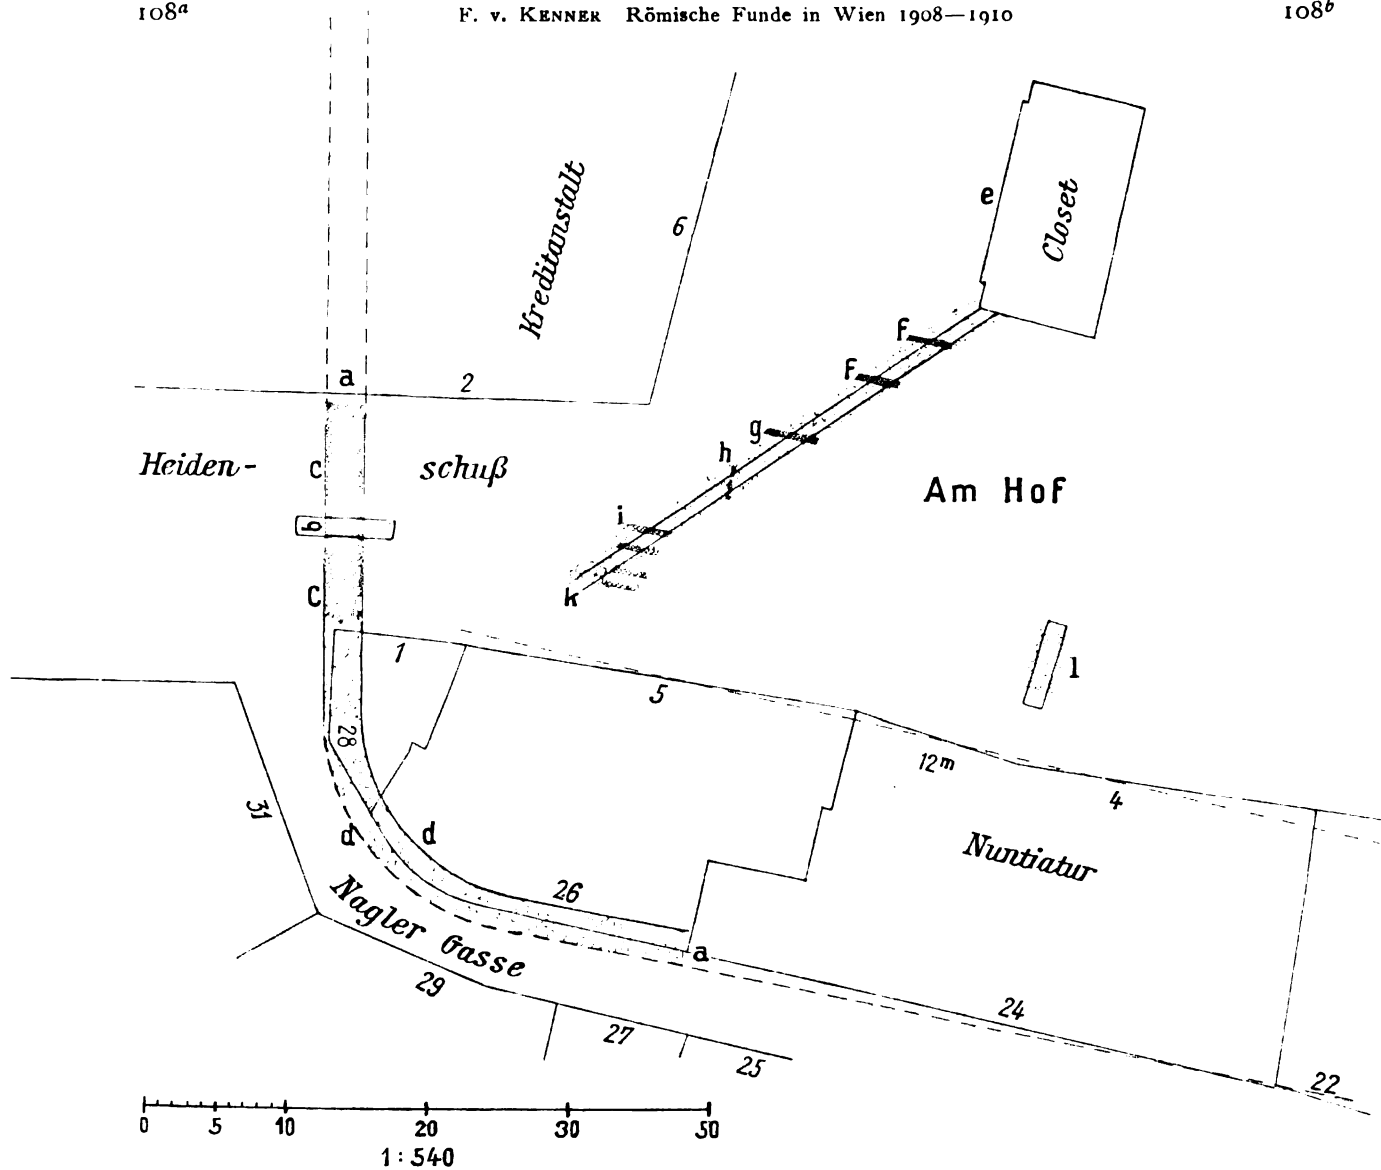 108a
F. v. KENNER Römische Funde in Wien 1908—1910
108b
Kreditanstalt
6
e
Closet
f
a
2
f
g
h
Heiden-
c
schuß
Am Hof
i
b
c
k
1
5
l
28
12m
4
31
d
d
Nuntiatur
26
Nagler Gasse
a
29
24
27
25
22
0 5 10 20 30 50
1:540